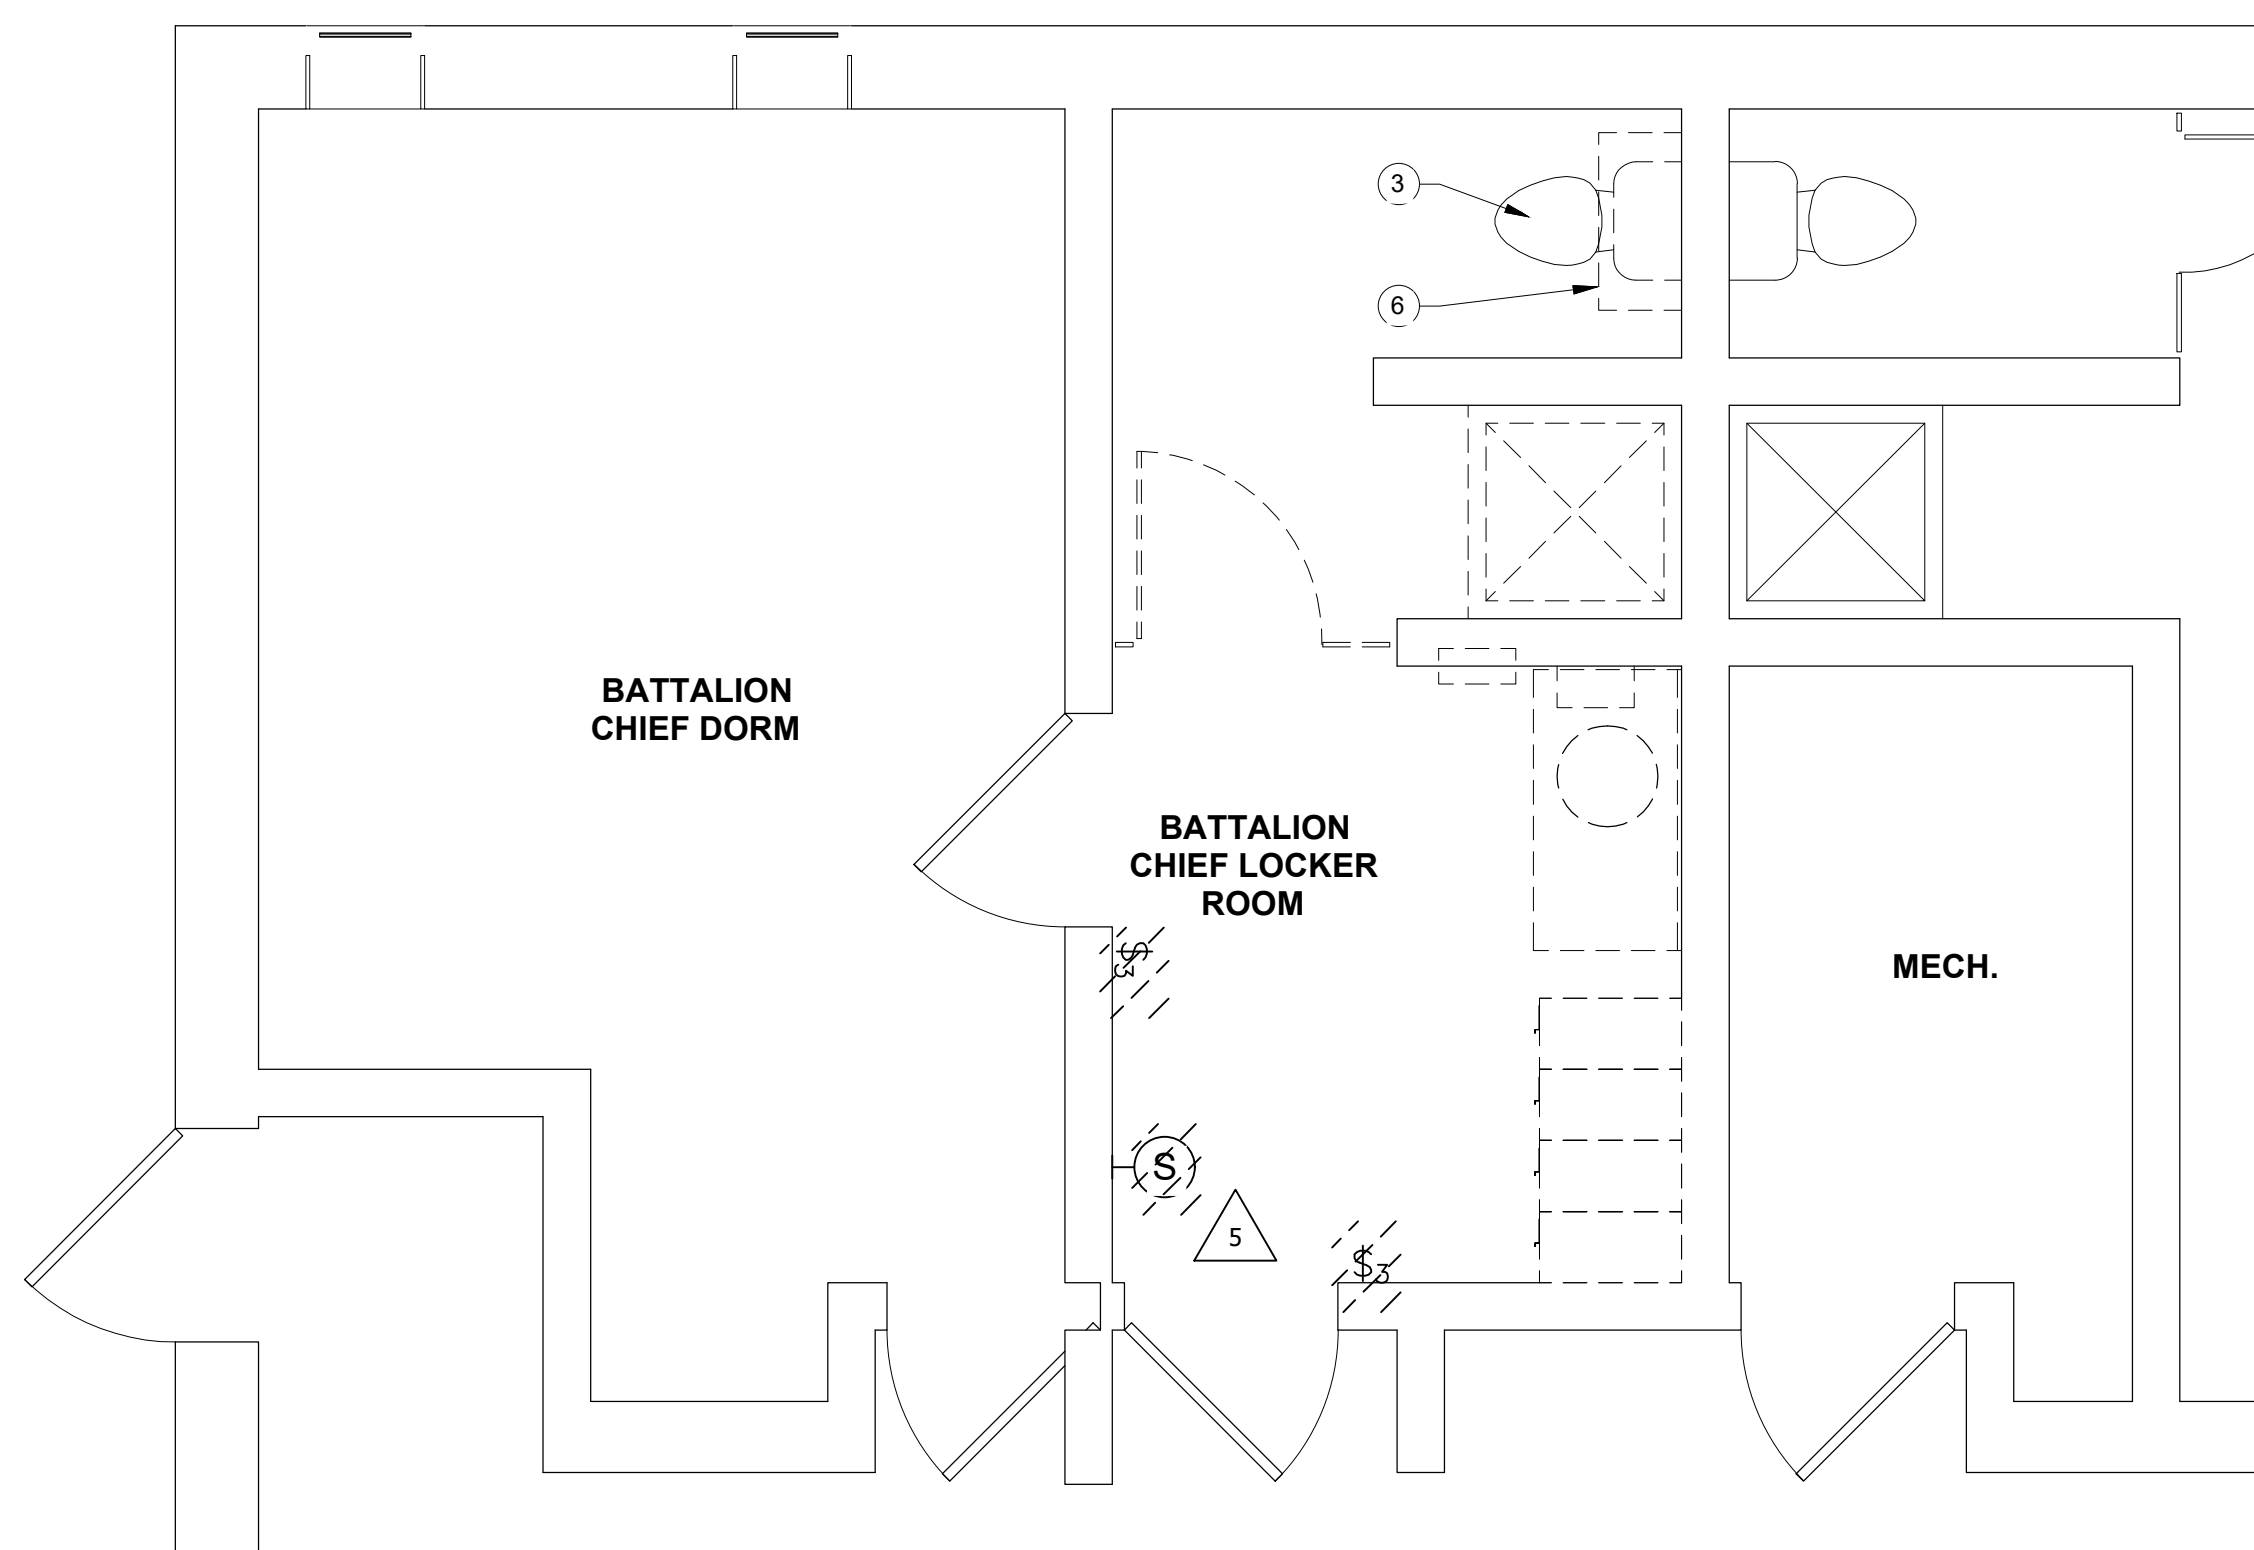 3
6
BATTALION
CHIEF DORM
BATTALION
CHIEF LOCKER
ROOM
$3
MECH.
S
5
$3